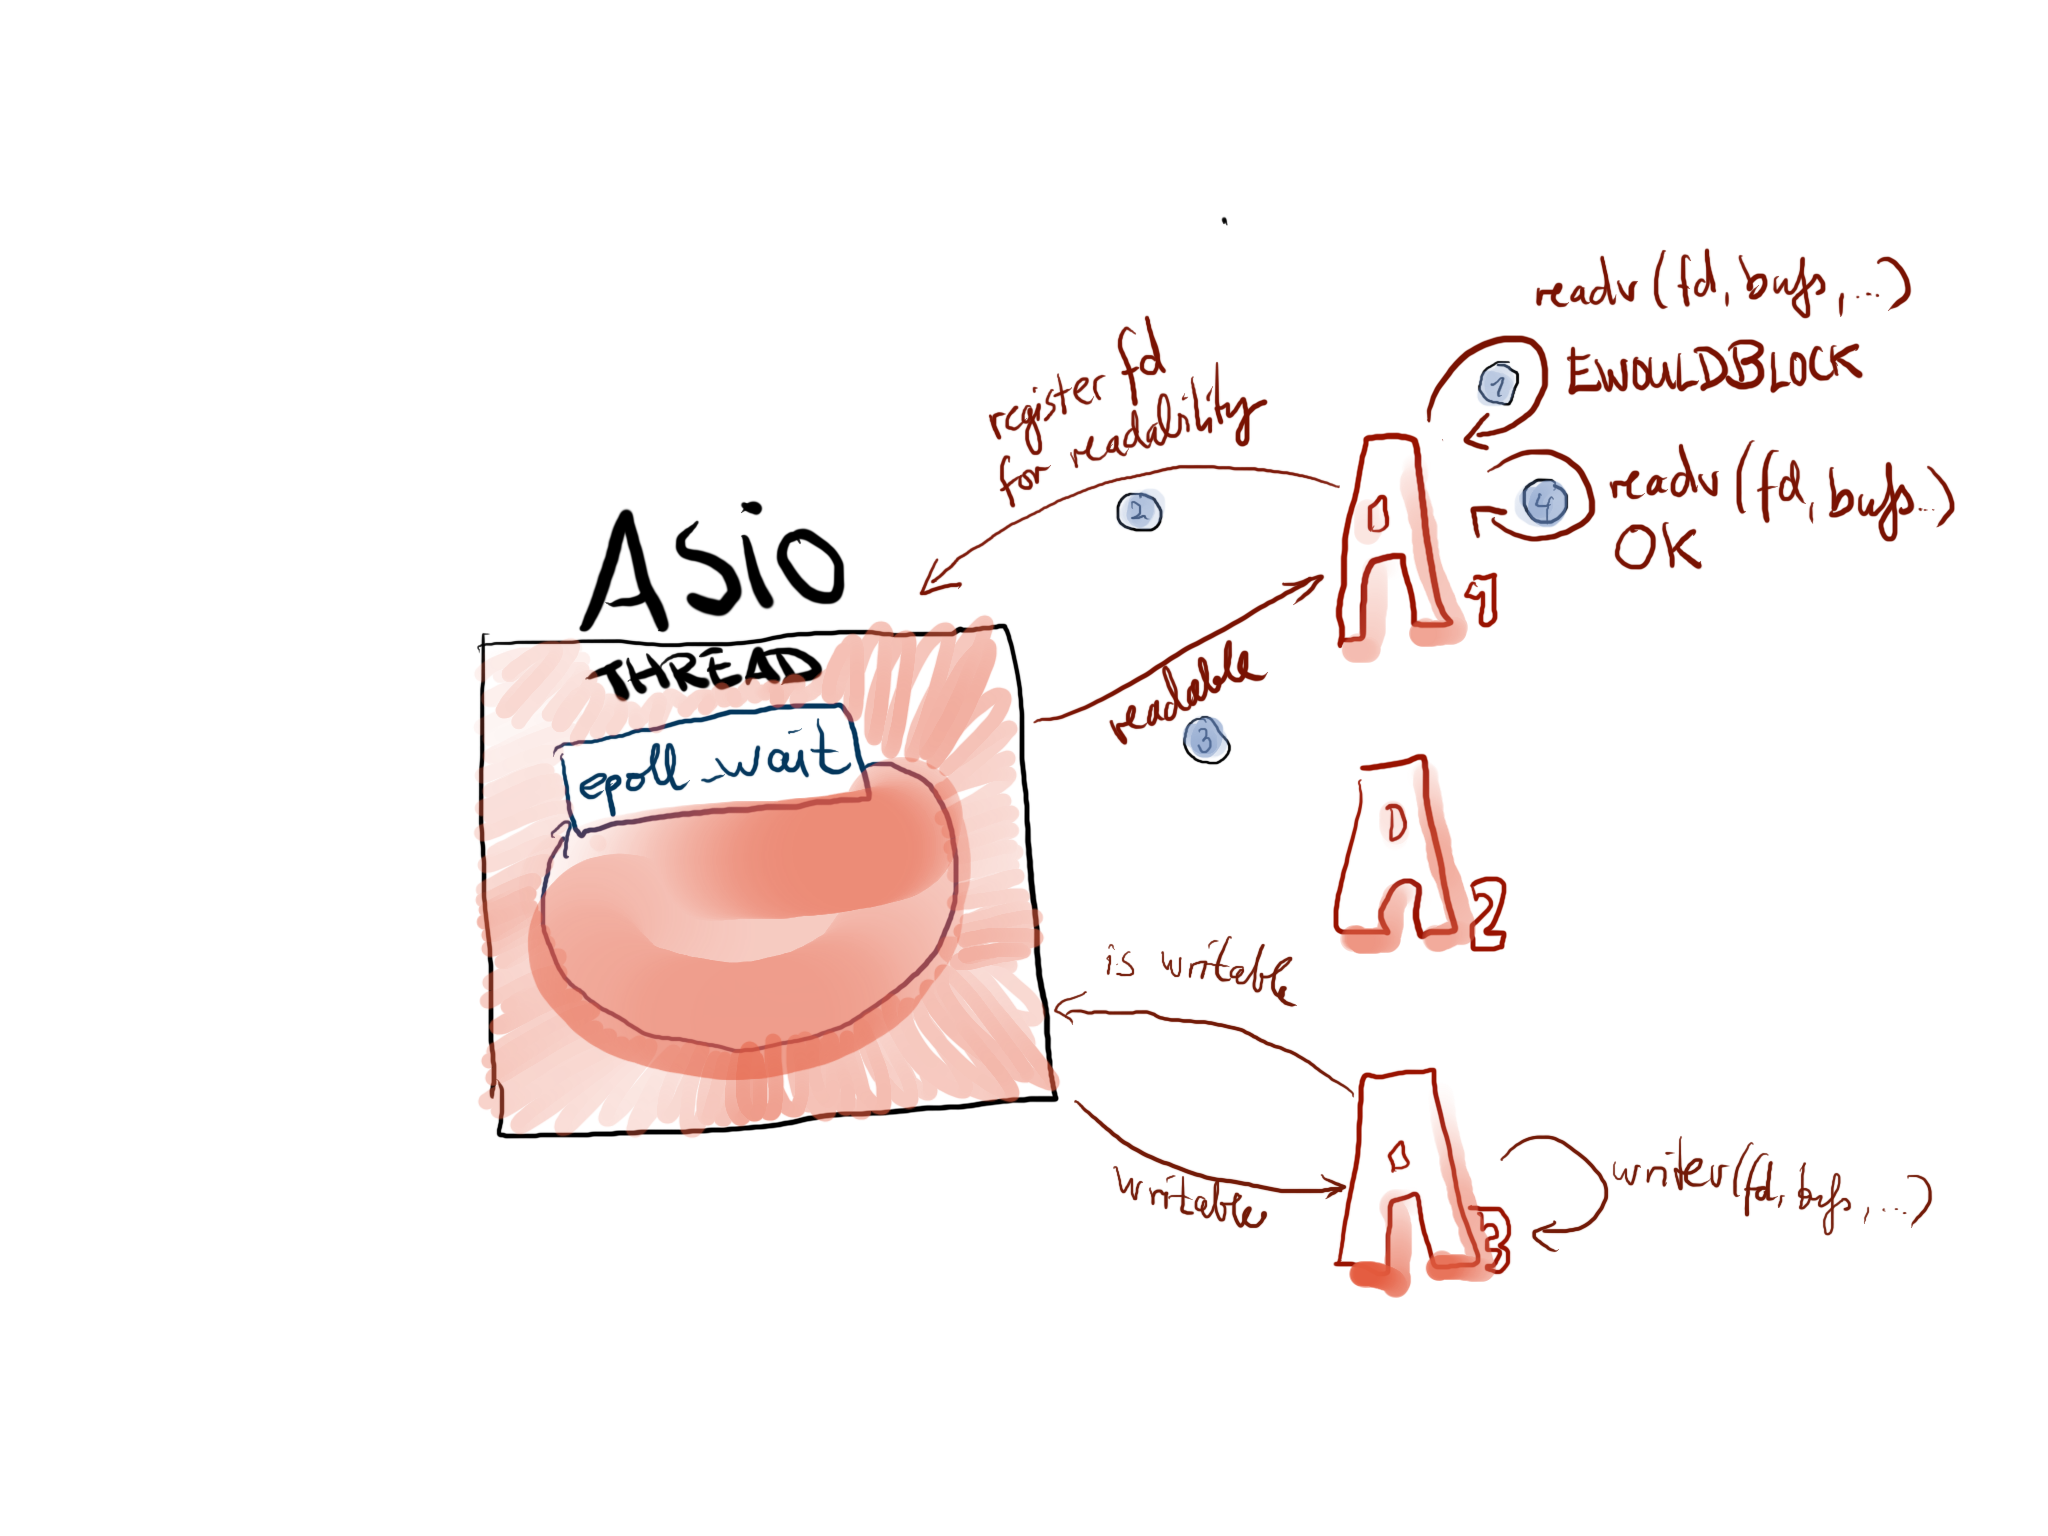 readv (fd, bufs, ...)
1
EWOULDBLOCK
register fd
for readability
2
4
readv (fd, bufs..)
OK
Asio
A 1
THREAD
readable
3
epoll_wait
A 2
is writable
writable
A 3
writev(fd, bufs, ...)